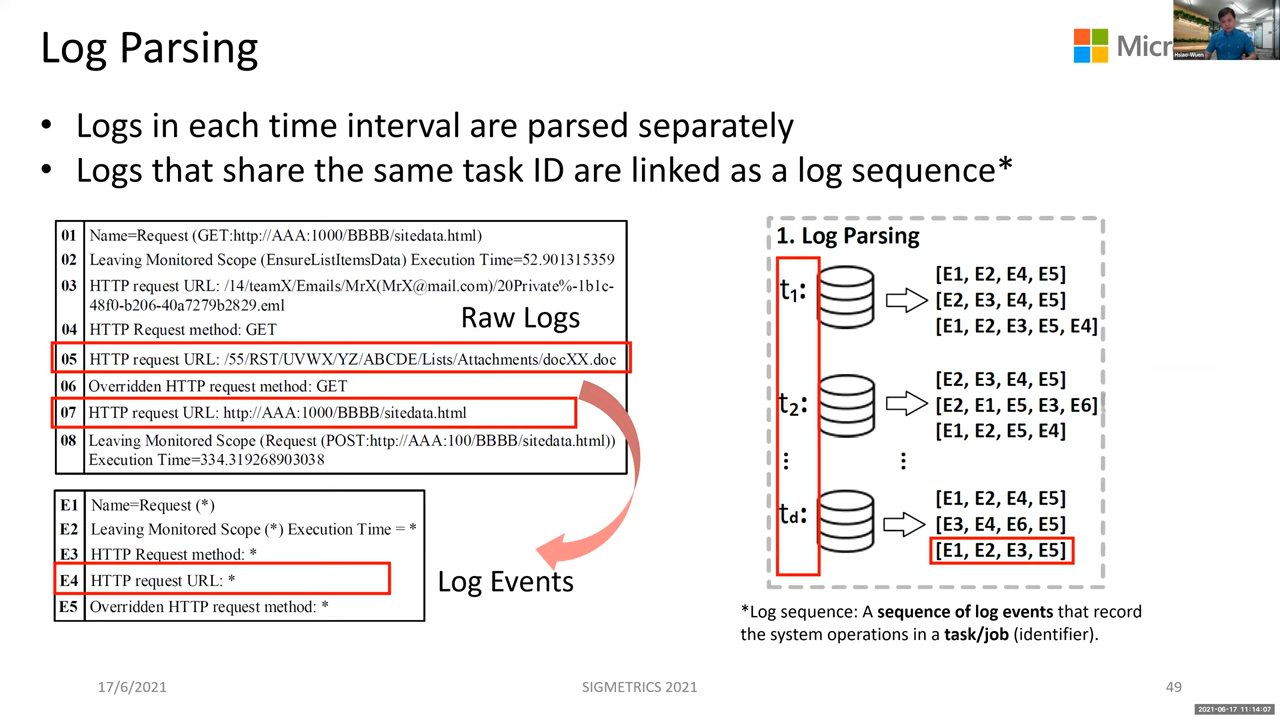 Log Parsing
Micr
Hsiao-Wuen
• Logs in each time interval are parsed separately
• Logs that share the same task ID are linked as a log sequence*
01 Name=Request (GET:http://AAA:1000/BBBB/sitedata.html)
02 Leaving Monitored Scope (EnsureListItemsData) Execution Time=52.901315359
03 HTTP request URL: /14/teamX/Emails/MrX(MrX@mail.com)/20Private%-1b1c-
48f0-b206-40a7279b2829.eml
04 HTTP Request method: GET
Raw Logs
05 HTTP request URL: /55/RST/UVWX/YZ/ABCDE/Lists/Attachments/docXX.doc
06 Overridden HTTP request method: GET
07 HTTP request URL: http://AAA:1000/BBBB/sitedata.html
08 Leaving Monitored Scope (Request (POST:http://AAA:100/BBBB/sitedata.html))
Execution Time=334.319268903038
E1 Name=Request (*)
E2 Leaving Monitored Scope (*) Execution Time = *
E3 HTTP Request method: *
E4 HTTP request URL: *
E5 Overridden HTTP request method: *
Log Events
1. Log Parsing
t1:
[E1, E2, E4, E5]
[E2, E3, E4, E5]
[E1, E2, E3, E5, E4]
t2:
[E2, E3, E4, E5]
[E2, E1, E5, E3, E6]
[E1, E2, E5, E4]
⋮ ⋮
td:
[E1, E2, E4, E5]
[E3, E4, E6, E5]
[E1, E2, E3, E5]
*Log sequence: A sequence of log events that record
the system operations in a task/job (identifier).
17/6/2021 SIGMETRICS 2021 49
2021-06-17 11:14:07